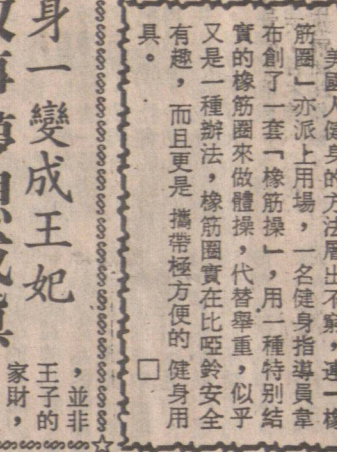 美國人健身的方法層出不窮，連一橡
筋圈」亦派上用場，一名健身指導員韋
布創了一套「橡筋操」，用一種特別結
實的橡筋圈來做體操，代替舉重，似乎
又是一種辦法，橡筋圈實在比啞鈴安全
有趣，而且更是 攜帶極方便的 健身用
具。 □
身一變成王妃
，並非
王子的
家財，